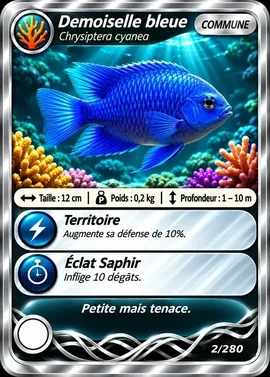 Demoiselle bleue
COMMUNE
Chrysiptera cyanea
Taille : 12 cm | Poids : 0,2 kg | Profondeur : 1 – 10 m
Territoire
Augmente sa défense de 10%.
Éclat Saphir
Inflige 10 dégâts.
Petite mais tenace.
2/280